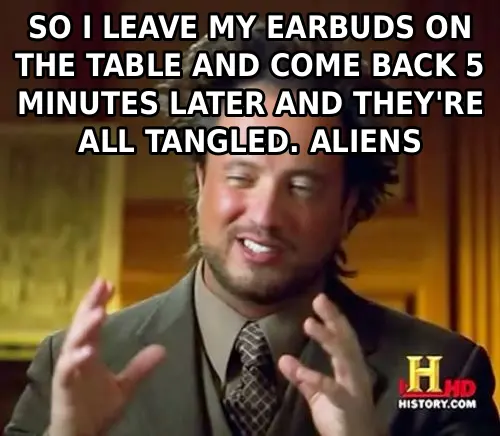 SO I LEAVE MY EARBUDS ON
THE TABLE AND COME BACK 5
MINUTES LATER AND THEY'RE
ALL TANGLED. ALIENS
H HD
HISTORY.COM